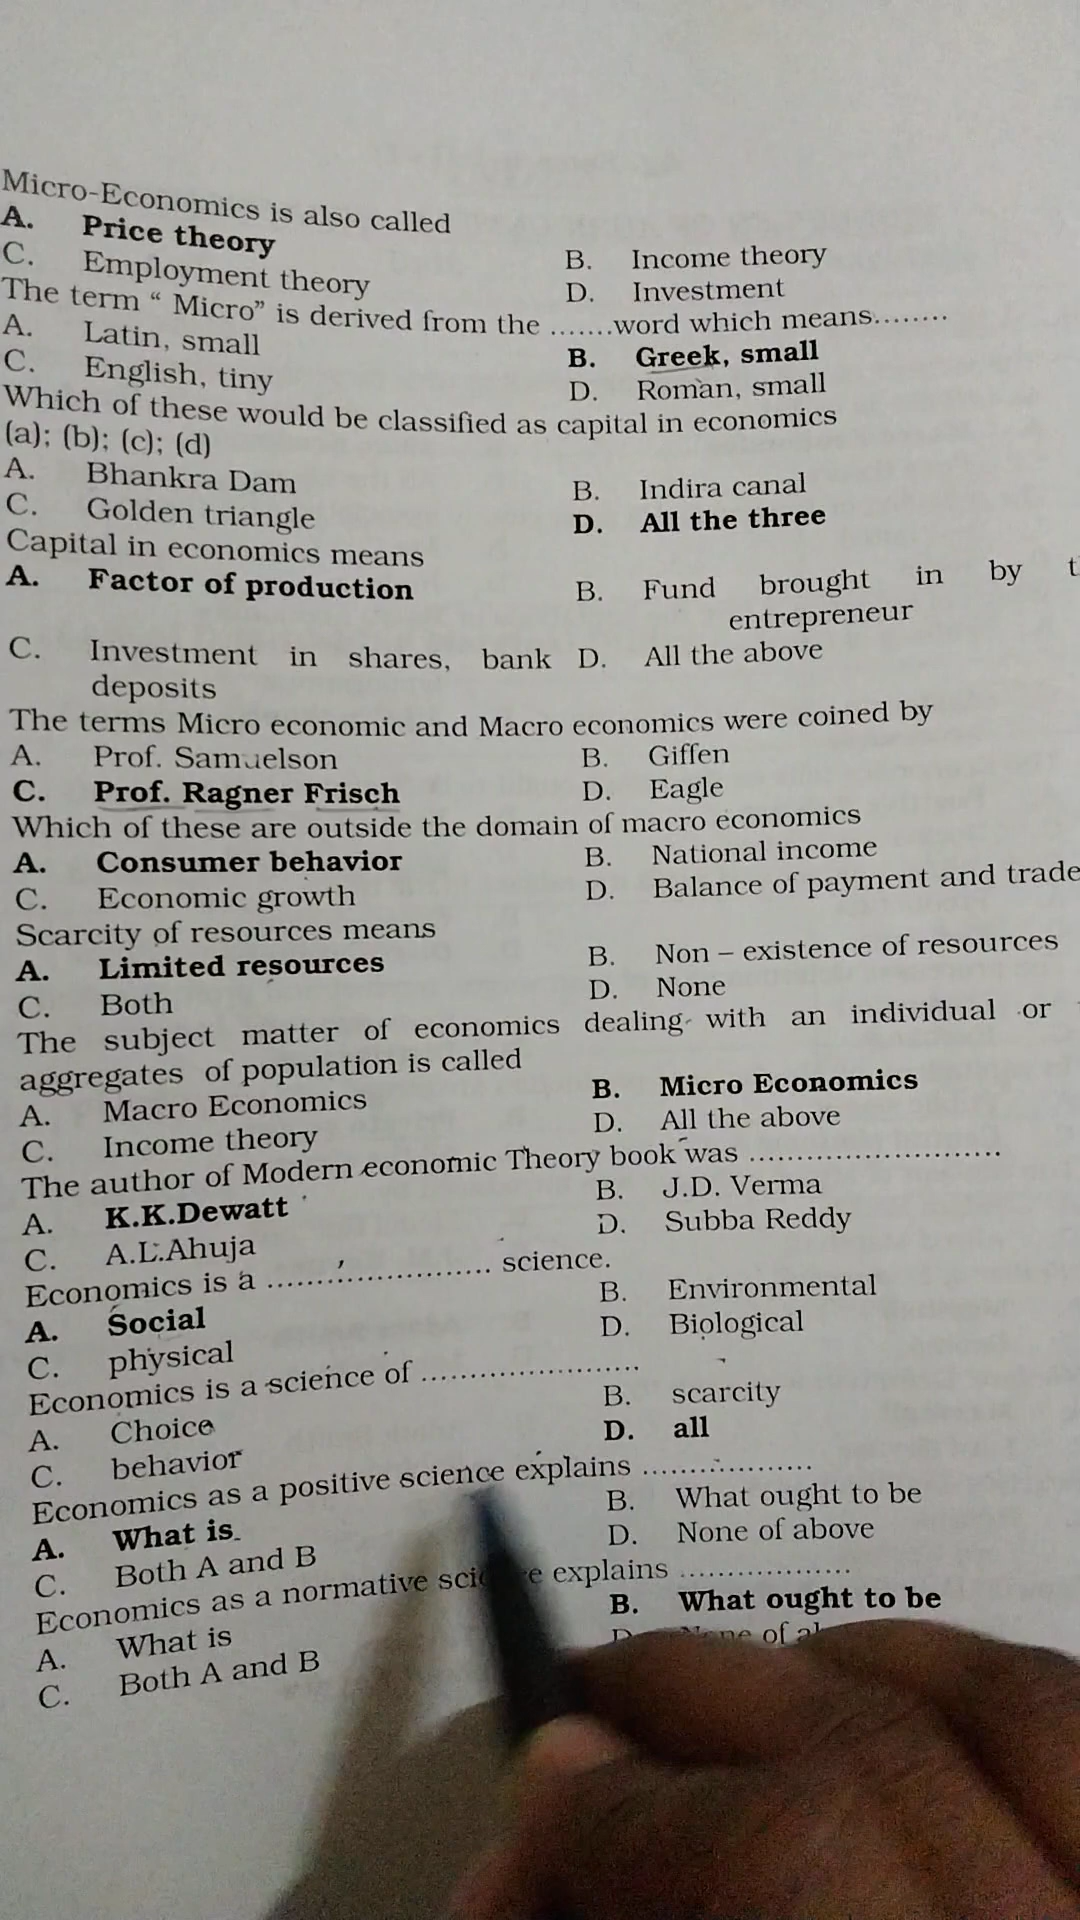 Micro-Economics is also called
A. Price theory B. Income theory
C. Employment theory D. Investment
The term “ Micro” is derived from the .......word which means........
A. Latin, small B. Greek, small
C. English, tiny D. Roman, small
Which of these would be classified as capital in economics
(a); (b); (c); (d)
A. Bhankra Dam B. Indira canal
C. Golden triangle D. All the three
Capital in economics means
A. Factor of production B. Fund brought in by
entrepreneur
C. Investment in shares, bank D. All the above
deposits
The terms Micro economic and Macro economics were coined by
A. Prof. Samuelson B. Giffen
C. Prof. Ragner Frisch D. Eagle
Which of these are outside the domain of macro economics
A. Consumer behavior B. National income
C. Economic growth D. Balance of payment and trade
Scarcity of resources means
A. Limited resources B. Non – existence of resources
C. Both D. None
The subject matter of economics dealing with an individual or
aggregates of population is called
A. Macro Economics B. Micro Economics
C. Income theory D. All the above
The author of Modern economic Theory book was .........................
A. K.K.Dewatt B. J.D. Verma
C. A.L.Ahuja D. Subba Reddy
Economics is a ....................... science.
A. Social B. Environmental
C. physical D. Biological
Economics is a science of ......................
A. Choice B. scarcity
C. behavior D. all
Economics as a positive science explains .................
A. What is B. What ought to be
C. Both A and B D. None of above
Economics as a normative explains .................
A. What is B. What ought to be
C. Both A and B of